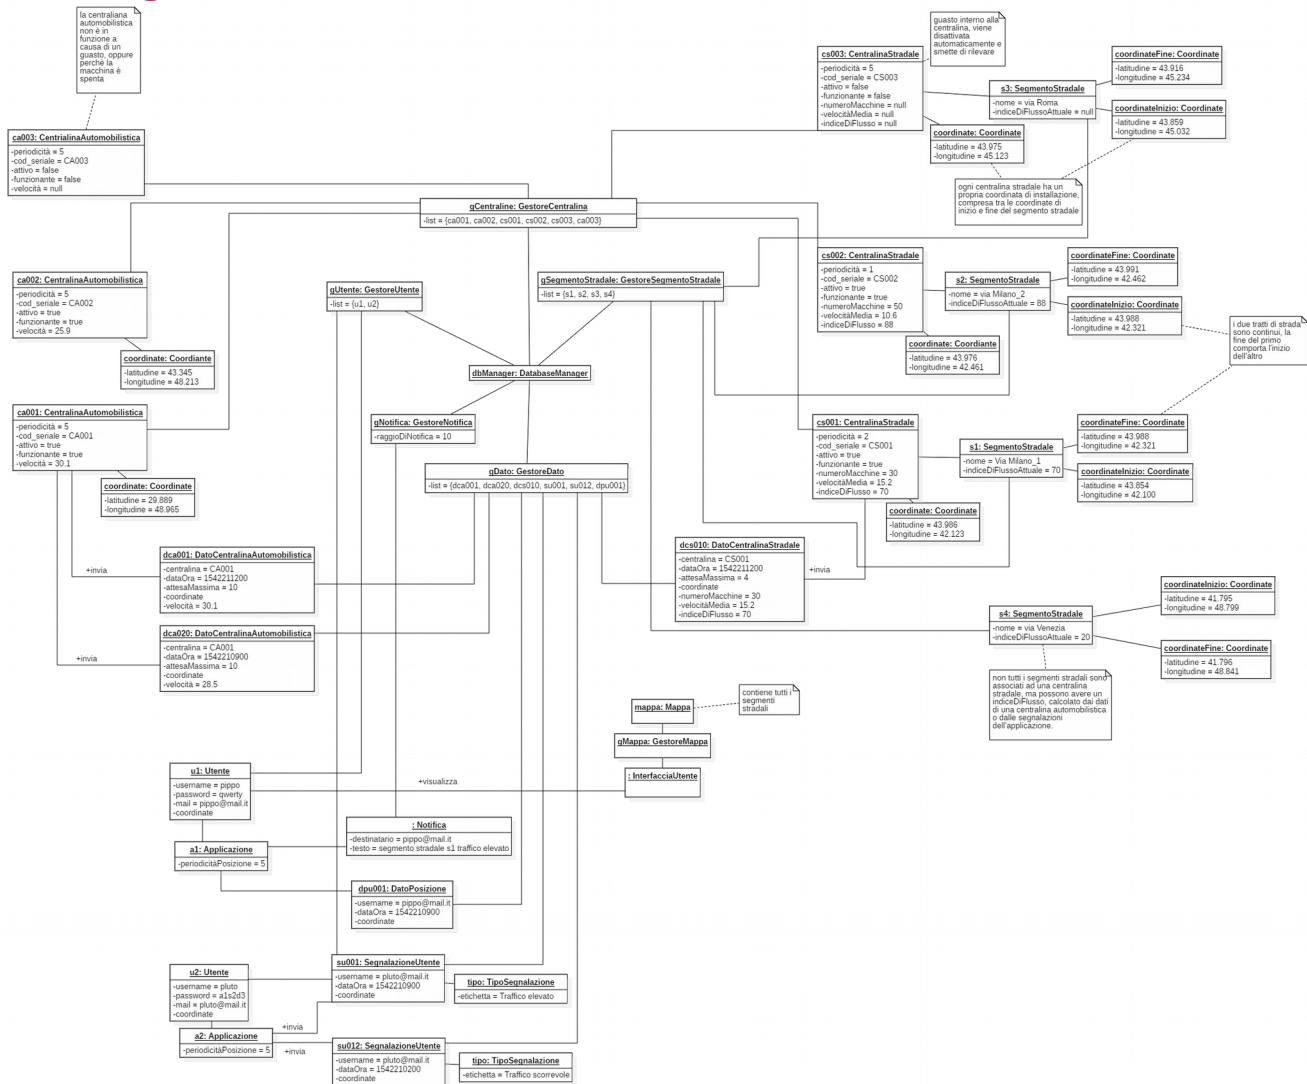 la centraliana
automobilistica
non è in
funzione a
causa di un
guasto, oppure
perchè la
macchina è
spenta
guasto interno alla
centralina, viene
disattivata
automaticamente e
smette di rilevare
cs003: CentralinaStradale
-periodicità = 5
-cod_seriale = CS003
-attivo = false
-funzionante = false
-numeroMacchine = null
-velocitàMedia = null
-indiceDiFlusso = null
coordinateFine: Coordinate
-latitudine = 43.916
-longitudine = 45.234
s3: SegmentoStradale
-nome = via Roma
-indiceDiFlussoAttuale = null
coordinateInizio: Coordinate
-latitudine = 43.859
-longitudine = 45.032
coordinate: Coordinate
-latitudine = 43.975
-longitudine = 45.123
ogni centralina stradale ha un
propria coordinata di installazione,
compresa tra le coordinate di
inizio e fine del segmento stradale
ca003: CentrialinaAutomobilistica
-periodicità = 5
-cod_seriale = CA003
-attivo = false
-funzionante = false
-velocità = null
gCentraline: GestoreCentralina
-list = {ca001, ca002, cs001, cs002, cs003, ca003}
ca002: CentralinaAutomobilistica
-periodicità = 5
-cod_seriale = CA002
-attivo = true
-funzionante = true
-velocità = 25.9
coordinate: Coordiante
-latitudine = 43.345
-longitudine = 48.213
gUtente: GestoreUtente
-list = {u1, u2}
gSegmentoStradale: GestoreSegmentoStradale
-list = {s1, s2, s3, s4}
cs002: CentralinaStradale
-periodicità = 1
-cod_seriale = CS002
-attivo = true
-funzionante = true
-numeroMacchine = 50
-velocitàMedia = 10.6
-indiceDiFlusso = 88
s2: SegmentoStradale
-nome = via Milano_2
-indiceDiFlussoAttuale = 88
coordinateFine: Coordinate
-latitudine = 43.991
-longitudine = 42.462
coordinateInizio: Coordinate
-latitudine = 43.988
-longitudine = 42.321
coordinate: Coordiante
-latitudine = 43.976
-longitudine = 42.461
i due tratti di strada
sono continui, la
fine del primo
comporta l'inizio
dell'altro
dbManager: DatabaseManager
ca001: CentralinaAutomobilistica
-periodicità = 5
-cod_seriale = CA001
-attivo = true
-funzionante = true
-velocità = 30.1
coordinate: Coordinate
-latitudine = 29.889
-longitudine = 48.965
gNotifica: GestoreNotifica
-raggioDiNotifica = 10
gDato: GestoreDato
-list = {dca001, dca020, dcs010, su001, su012, dpu001}
cs001: CentralinaStradale
-periodicità = 2
-cod_seriale = CS001
-attivo = true
-funzionante = true
-numeroMacchine = 30
-velocitàMedia = 15.2
-indiceDiFlusso = 70
s1: SegmentoStradale
-nome = Via Milano_1
-indiceDiFlussoAttuale = 70
coordinateFine: Coordinate
-latitudine = 43.988
-longitudine = 42.321
coordinateInizio: Coordinate
-latitudine = 43.854
-longitudine = 42.100
coordinate: Coordinate
-latitudine = 43.986
-longitudine = 42.123
dca001: DatoCentralinaAutomobilistica
-centralina = CA001
-dataOra = 1542211200
-attesaMassima = 10
-coordinate
-velocità = 30.1
+invia
dcs010: DatoCentralinaStradale
-centralina = CS001
-dataOra = 1542211200
-attesaMassima = 4
-coordinate
-numeroMacchine = 30
-velocitàMedia = 15.2
-indiceDiFlusso = 70
+invia
dca020: DatoCentralinaAutomobilistica
-centralina = CA001
-dataOra = 1542210900
-attesaMassima = 10
-coordinate
-velocità = 28.5
+invia
s4: SegmentoStradale
-nome = via Venezia
-indiceDiFlussoAttuale = 20
coordinateInizio: Coordinate
-latitudine = 41.795
-longitudine = 48.799
coordinateFine: Coordinate
-latitudine = 41.796
-longitudine = 48.841
non tutti i segmenti stradali sono
associati ad una centralina
stradale, ma possono avere un
indiceDiFlusso, calcolato dai dati
di una centralina automobilistica
o dalle segnalazioni
dell'applicazione.
contiene tutti i
segmenti
stradali
mappa: Mappa
gMappa: GestoreMappa
: InterfacciaUtente
u1: Utente
-username = pippo
-password = qwerty
-mail = pippo@mail.it
-coordinate
+visualizza
a1: Applicazione
-periodicitàPosizione = 5
: Notifica
-destinatario = pippo@mail.it
-testo = segmento stradale s1 traffico elevato
dpu001: DatoPosizione
-username = pippo@mail.it
-dataOra = 1542210900
-coordinate
u2: Utente
-username = pluto
-password = a1s2d3
-mail = pluto@mail.it
-coordinate
su001: SegnalazioneUtente
-username = pluto@mail.it
-dataOra = 1542210900
-coordinate
tipo: TipoSegnalazione
-etichetta = Traffico elevato
a2: Applicazione
-periodicitàPosizione = 5
+invia
+invia
su012: SegnalazioneUtente
-username = pluto@mail.it
-dataOra = 1542210200
-coordinate
tipo: TipoSegnalazione
-etichetta = Traffico scorrevole